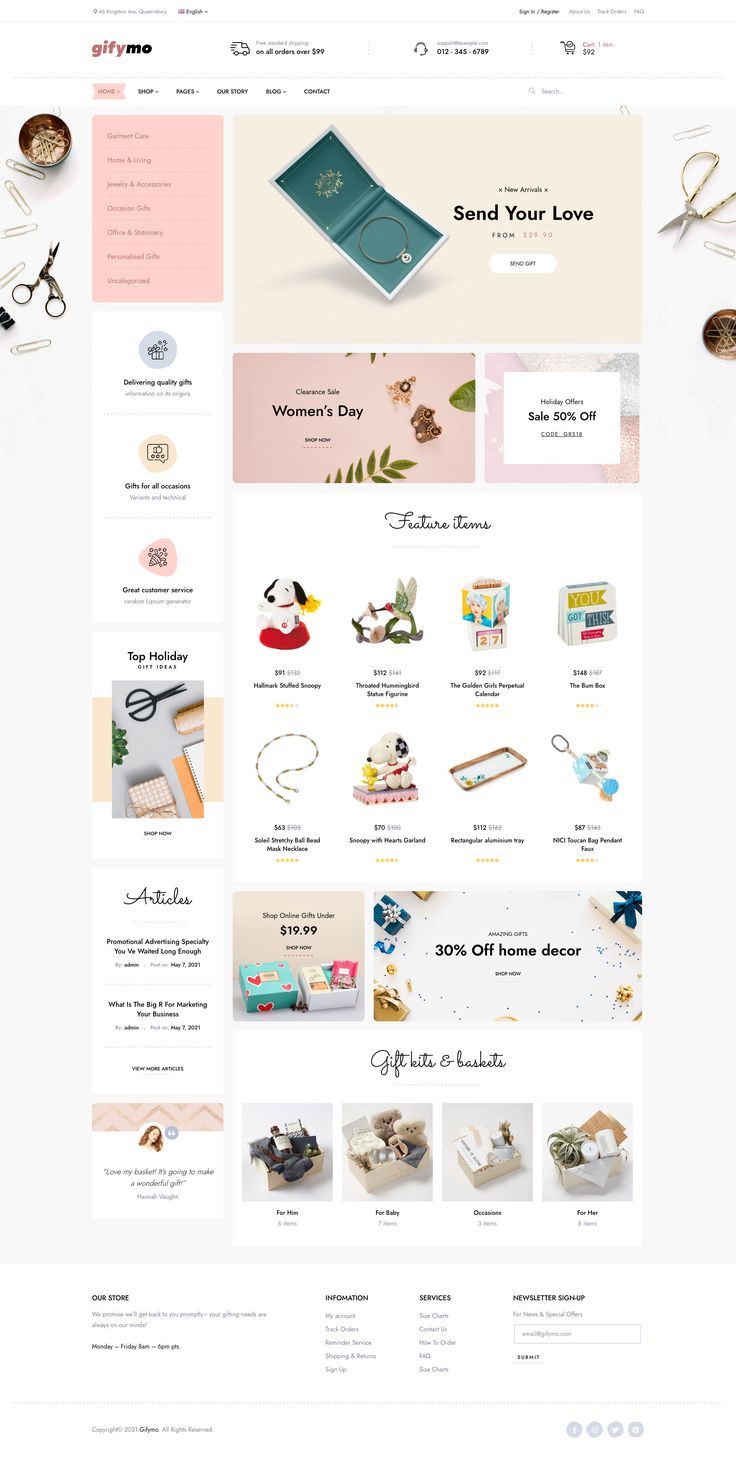 46 Kingston Ave, Queensbury
English
Sign In / Register
About Us
Track Orders
FAQ
gifymo
Free standard shipping
on all orders over $99
support@example.com
012 - 345 - 6789
Cart: 1 item
$92
HOME
SHOP
PAGES
OUR STORY
BLOG
CONTACT
Search...
Garment Care
Home & Living
Jewelry & Accessories
Occasion Gifts
Office & Stationery
Personalised Gifts
Uncategorized
× New Arrivals ×
Send Your Love
FROM $29.90
SEND GIFT
Delivering quality gifts
information on its origins
Gifts for all occasions
Variants and technical
Great customer service
random Lipsum generator
Clearance Sale
Women's Day
SHOP NOW
Holiday Offers
Sale 50% Off
CODE: GRS18
Feature items
$91 $132
Hallmark Stuffed Snoopy
$112 $141
Throated Hummingbird
Statue Figurine
27
$92 $117
The Golden Girls Perpetual
Calendar
YOU
GOT THIS!
$148 $187
The Bum Box
$63 $105
Soleil Stretchy Ball Bead
Mask Necklace
$70 $100
Snoopy with Hearts Garland
$112 $162
Rectangular aluminium tray
$87 $145
NICI Toucan Bag Pendant
Faux
Top Holiday
GIFT IDEAS
SHOP NOW
Articles
Promotional Advertising Specialty
You Ve Waited Long Enough
By: admin - Post on: May 7, 2021
What Is The Big R For Marketing
Your Business
By: admin - Post on: May 7, 2021
VIEW MORE ARTICLES
Shop Online Gifts Under
$19.99
SHOP NOW
AMAZING GIFTS
30% Off home decor
SHOP NOW
Gift kits & baskets
For Him
6 items
For Baby
7 items
Occasions
3 items
For Her
8 items
"Love my basket! It's going to make
a wonderful gift!"
Hannah Vaughn
OUR STORE
We promise we'll get back to you promptly– your gifting needs are
always on our minds!
Monday – Friday 8am – 6pm pts.
INFOMATION
My account
Track Orders
Reminder Service
Shipping & Returns
Sign Up
SERVICES
Size Charts
Contact Us
How To Order
FAQ
Size Charts
NEWSLETTER SIGN-UP
For News & Special Offers
email@gifymo.com
SUBMIT
Copyright© 2021 Gifymo. All Rights Reserved.